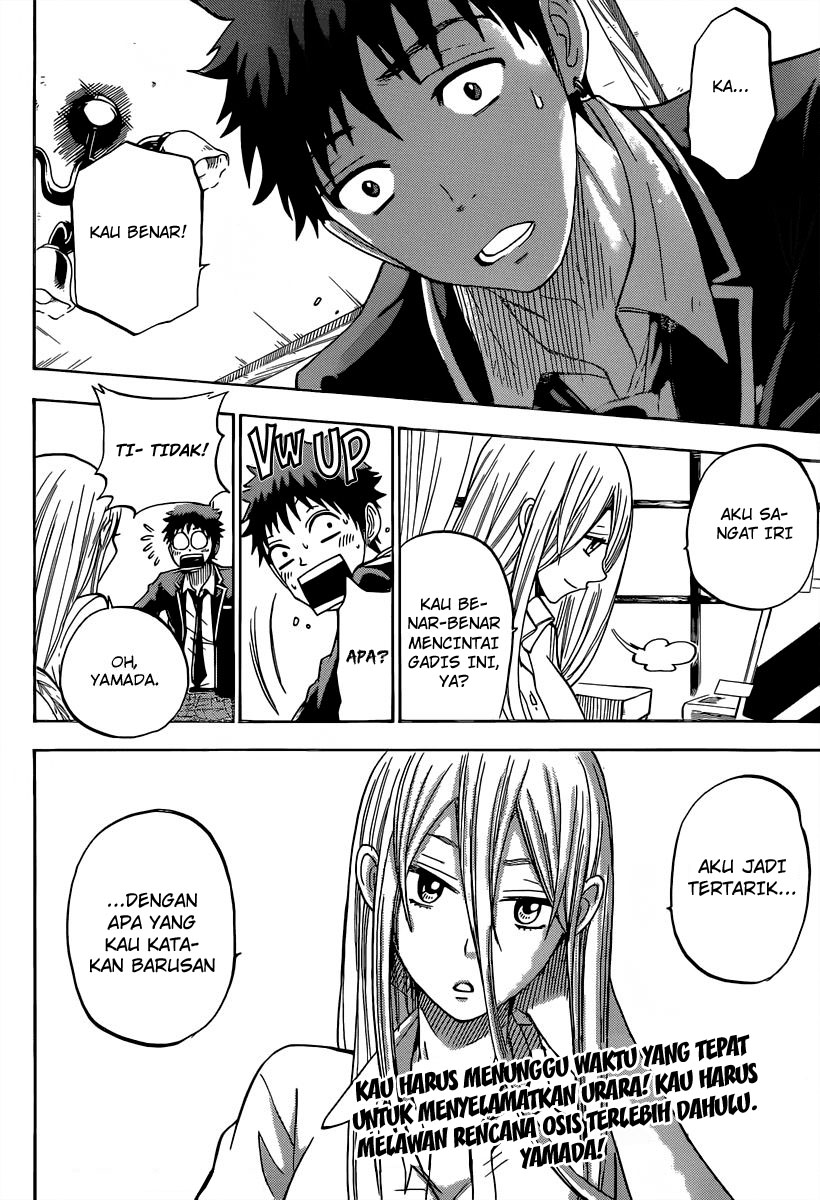 KA...
KAU BENAR!
AKU SA-
NGAT IRI
KAU BE-
NAR-BENAR
MENCINTAI
GADIS INI,
YA?
VW UP
APA?
TI- TIDAK!
OH,
YAMADA.
AKU JADI
TERTARIK...
...DENGAN
APA YANG
KAU KATA-
KAN BARUSAN
KAU HARUS MENUNGGU WAKTU YANG TEPAT
UNTUK MENYELAMATKAN URARA! KAU HARUS
MELAWAN RENCANA OSIS TERLEBIH DAHULU.
YAMADA!